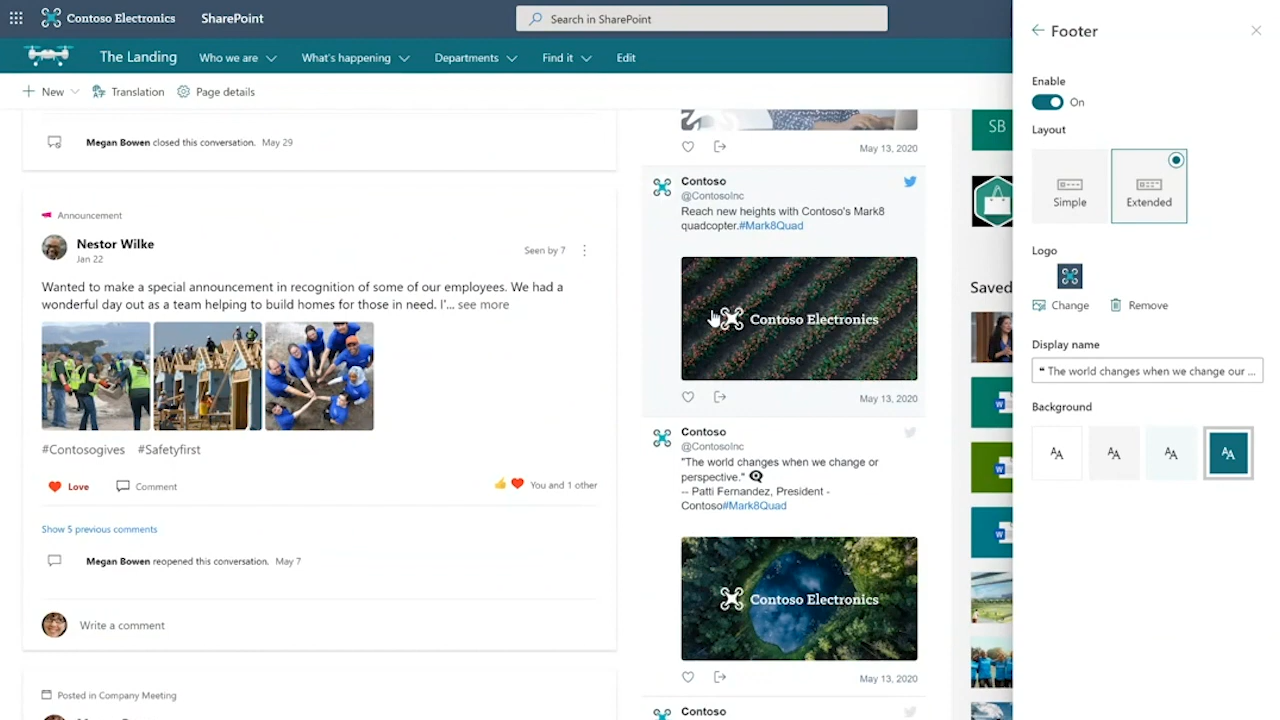 Contoso Electronics
SharePoint
Search in SharePoint
The Landing
Who we are
What's happening
Departments
Find it
Edit
New
Translation
Page details
Megan Bowen closed this conversation. May 29
Announcement
Nestor Wilke
Jan 22
Seen by 7
Wanted to make a special announcement in recognition of some of our employees. We had a
wonderful day out as a team helping to build homes for those in need. I'... see more
#Contosogives #Safetyfirst
Love
Comment
You and 1 other
Show 5 previous comments
Megan Bowen reopened this conversation. May 7
Write a comment
Posted in Company Meeting
May 13, 2020
Contoso
@ContosoInc
Reach new heights with Contoso's Mark8
quadcopter.#Mark8Quad
Contoso Electronics
May 13, 2020
Contoso
@ContosoInc
"The world changes when we change or
perspective."
-- Patti Fernandez, President -
Contoso#Mark8Quad
Contoso Electronics
May 13, 2020
Contoso
SB
Saved
W
W
W
Footer
Enable
On
Layout
Simple
Extended
Logo
Change
Remove
Display name
❝ The world changes when we change our ...
Background
AA
AA
AA
AA